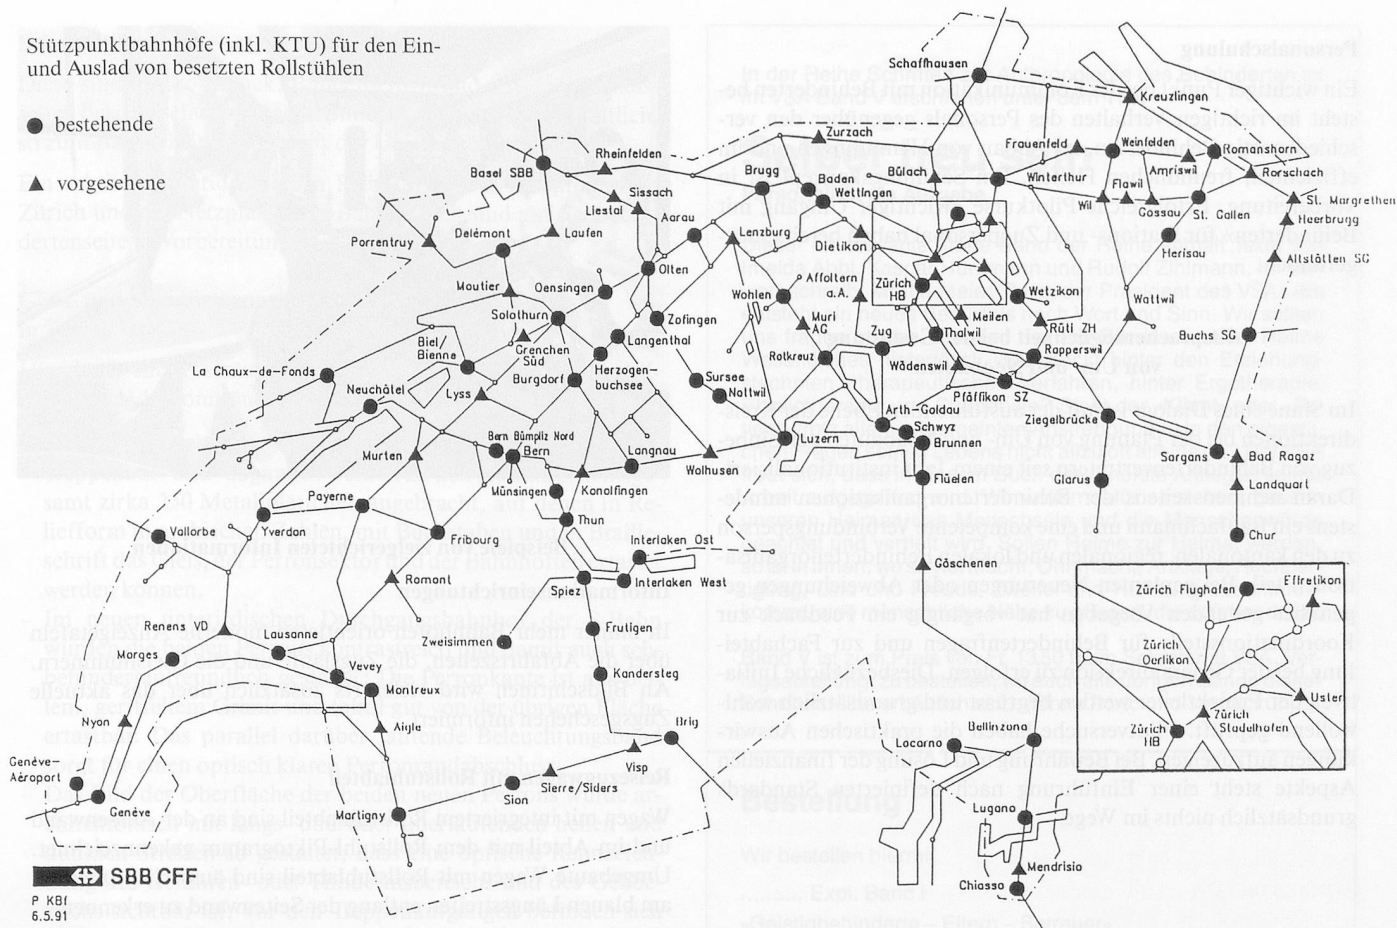 Stützpunktbahnhöfe (inkl. KTU) für den Ein-
und Auslad von besetzten Rollstühlen
bestehende
vorgesehene
Schaffhausen
Kreuzlingen
Zurzach
Rheinfelden
Basel SBB
Frauenfeld
Weinfelden
Romanshorn
Brugg
Baden
Bülach
Wettingen
Winterthur
Amriswil
Rorschach
Sissach
Liestal
Flawil
Wil
Gossau
St. Gallen
St. Margrethen
Heerbrugg
Aarau
Laufen
Delémont
Porrentruy
Lenzburg
Dietikon
Herisau
Altstätten SG
Olten
Moutier
Oensingen
Wohlen
Affoltern
a.A.
Zürich
HB
Wetzikon
Wattwil
Solothurn
Zofingen
Muri
AG
Zug
Meilen
Rüti ZH
Thalwil
Buchs SG
Langenthal
Biel/
Bienne
Grenchen
Süd
Herzogen-
buchsee
Rotkreuz
Wädenswil
Rapperswil
La Chaux-de-Fonds
Burgdorf
Sursee
Nottwil
Neuchâtel
Lyss
Pfäffikon SZ
Arth-Goldau
Schwyz
Ziegelbrücke
Bern Bümpliz Nord
Bern
Luzern
Brunnen
Murten
Langnau
Wolhusen
Sargans
Bad Ragaz
Münsingen
Konolfingen
Flüelen
Glarus
Landquart
Payerne
Vallorbe
Yverdon
Fribourg
Thun
Chur
Interlaken Ost
Romont
Spiez
Interlaken West
Göschenen
Effretikon
Zürich Flughafen
Renens VD
Lausanne
Zweisimmen
Frutigen
Zürich
Oerlikon
Morges
Vevey
Kandersteg
Montreux
Uster
Nyon
Aigle
Brig
Bellinzona
Zürich
HB
Zürich
Stadelhofen
Locarno
Genève-
Aéroport
Visp
Sierre/Siders
Sion
Genève
Martigny
Lugano
Mendrisio
Chiasso
SBB CFF
P KBf
6.5.91